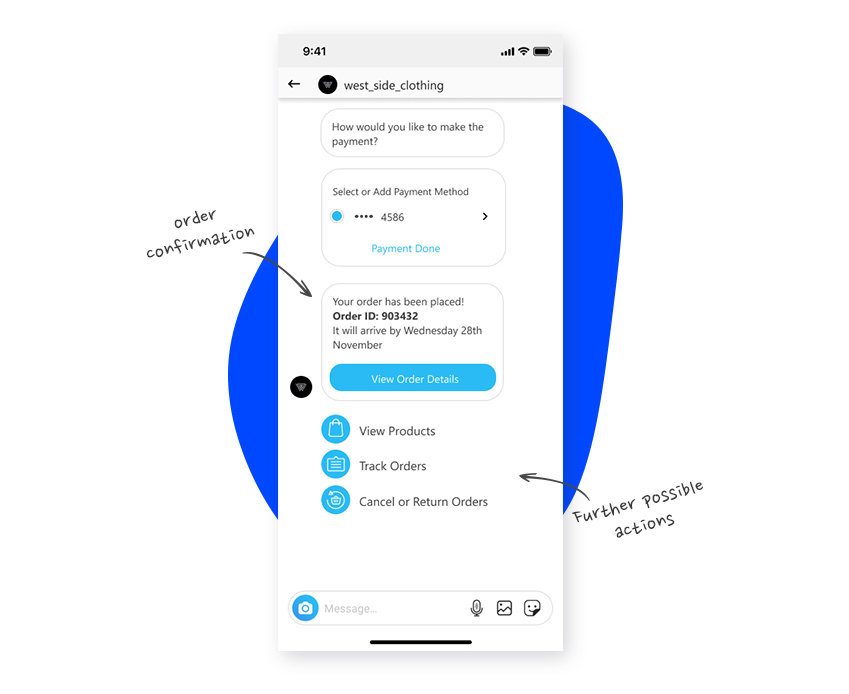 9:41
west_side_clothing
How would you like to make the
payment?
Select or Add Payment Method
•••• 4586
Payment Done
order
confirmation
Your order has been placed!
Order ID: 903432
It will arrive by Wednesday 28th
November
View Order Details
View Products
Track Orders
Cancel or Return Orders
Further possible
actions
Message...